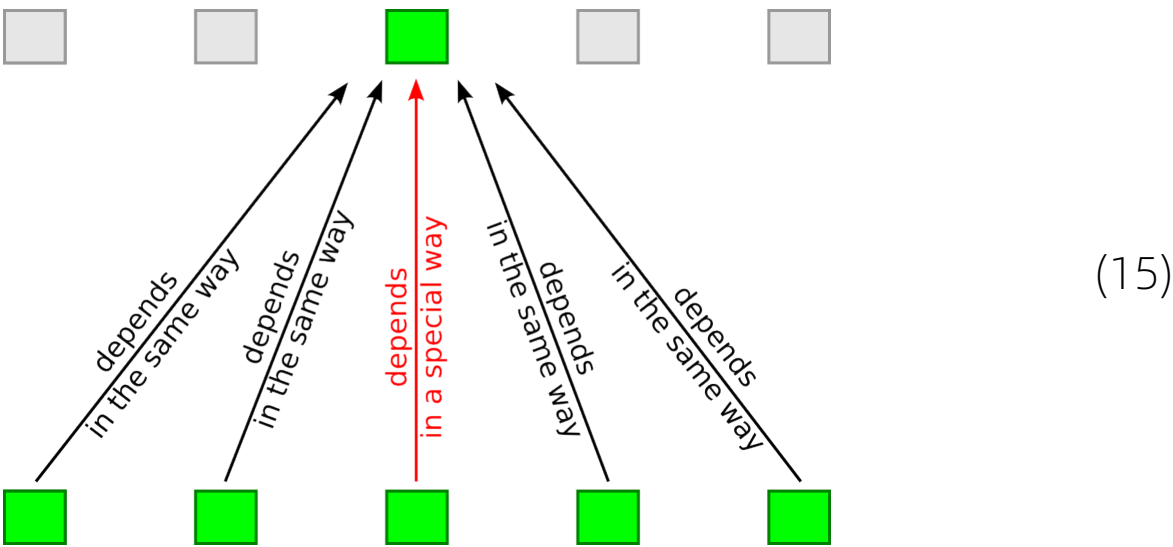 depends
in the same way
depends
in the same way
depends
in a special way
depends
in the same way
depends
in the same way
(15)